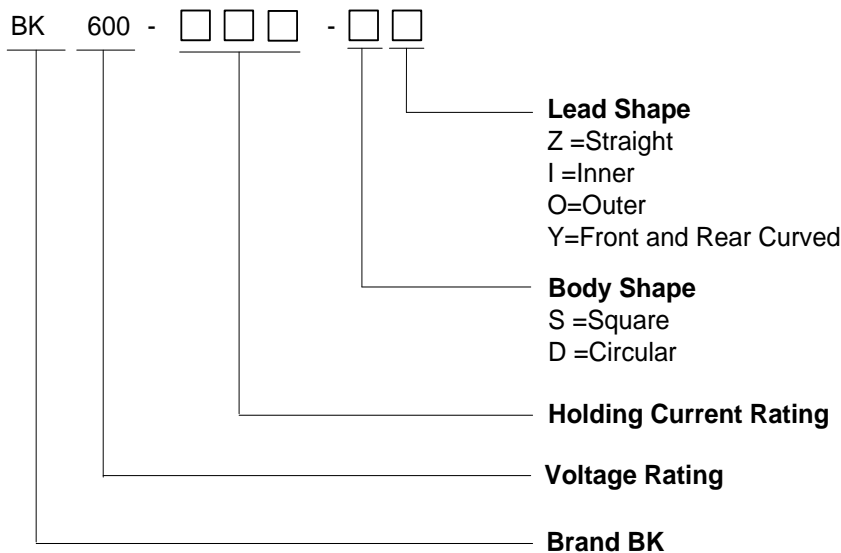 BK 600 - □ □ □ - □ □
Lead Shape
Z =Straight
I =Inner
O=Outer
Y=Front and Rear Curved
Body Shape
S =Square
D =Circular
Holding Current Rating
Voltage Rating
Brand BK